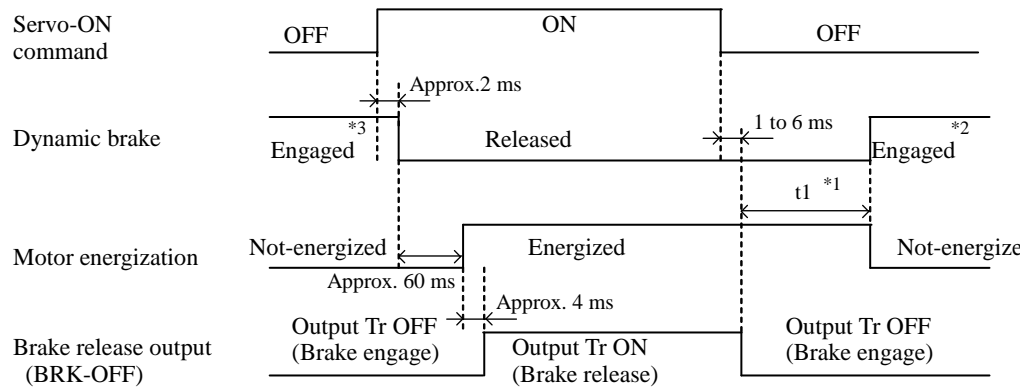 Servo-ON
command
OFF
ON
OFF
Approx.2 ms
Dynamic brake
Engaged *3
Released
1 to 6 ms
Engaged *2
t1 *1
Motor energization
Not-energized
Energized
Not-energize
Approx. 60 ms
Approx. 4 ms
Brake release output
(BRK-OFF)
Output Tr OFF
(Brake engage)
Output Tr ON
(Brake release)
Output Tr OFF
(Brake engage)